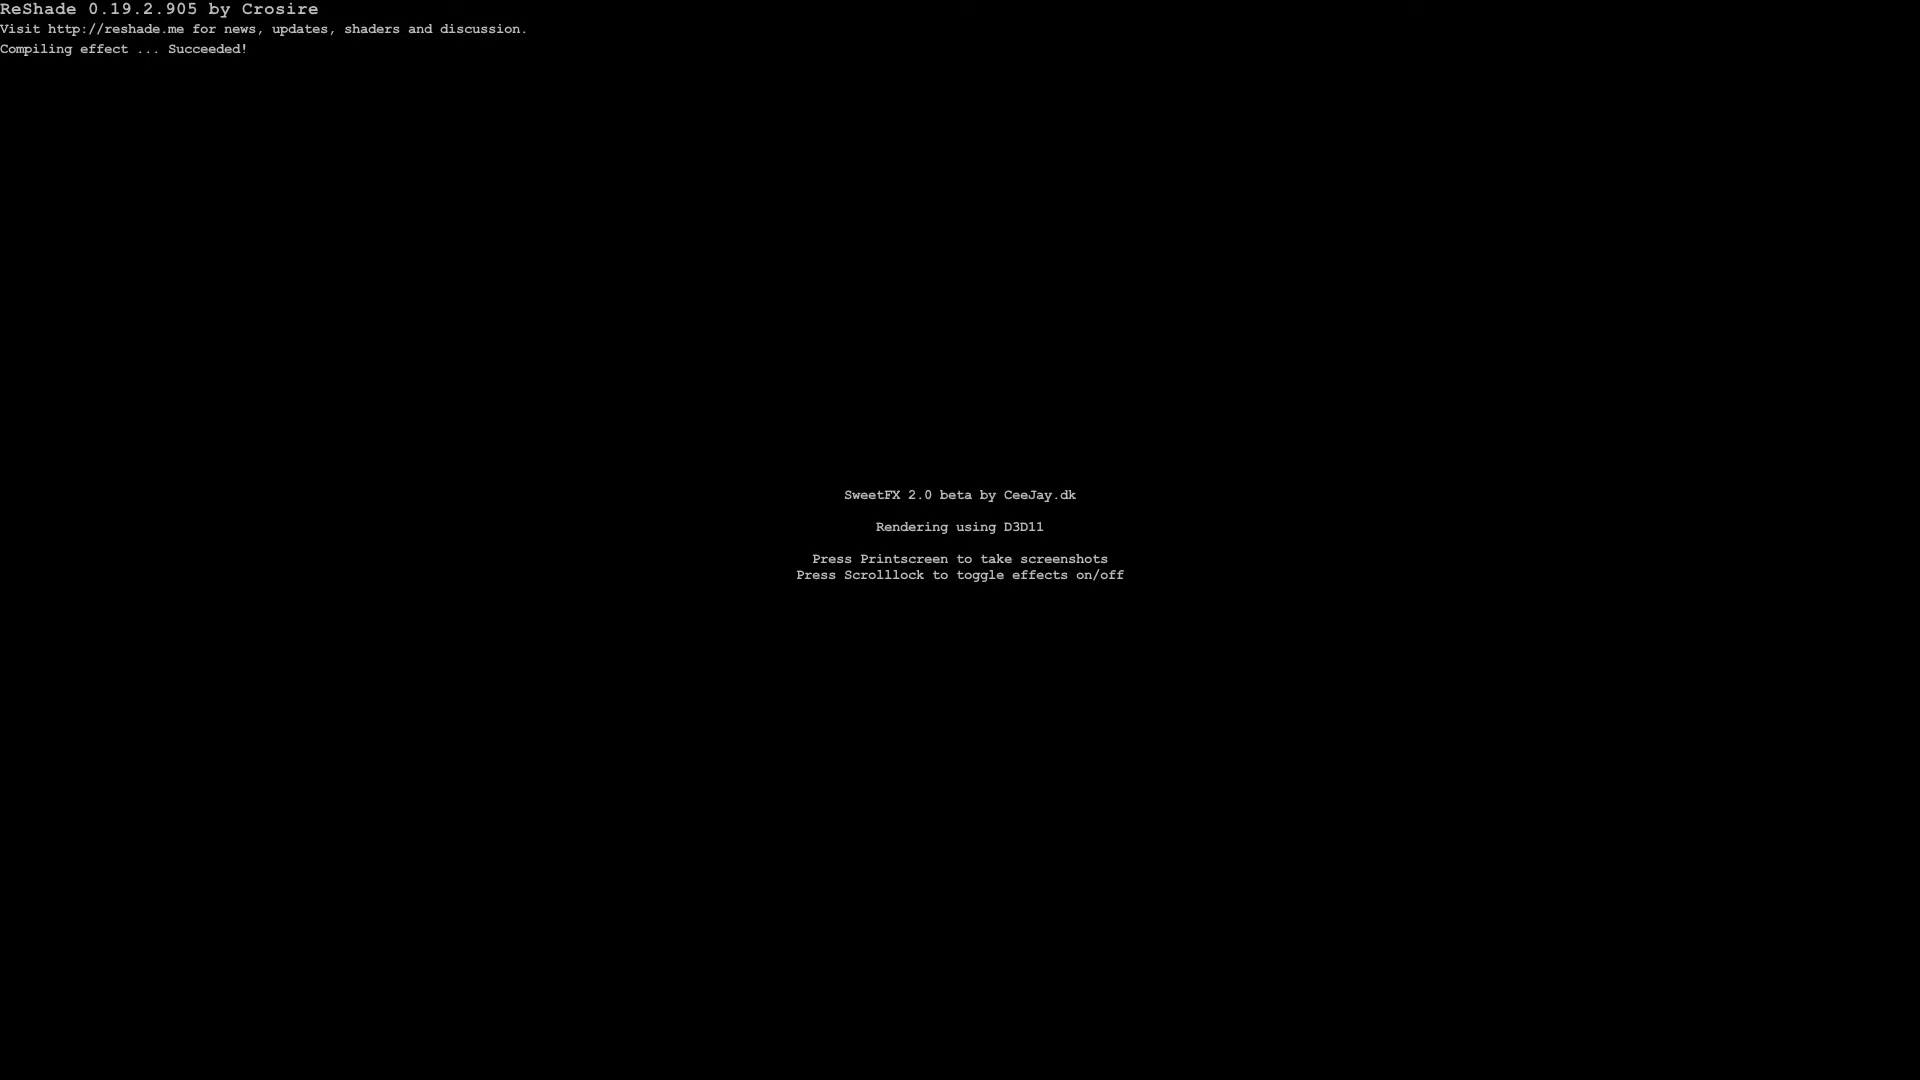 ReShade 0.19.2.905 by Crosire
Visit http://reshade.me for news, updates, shaders and discussion.
Compiling effect ... Succeeded!
SweetFX 2.0 beta by CeeJay.dk
Rendering using D3D11
Press Printscreen to take screenshots
Press Scrolllock to toggle effects on/off